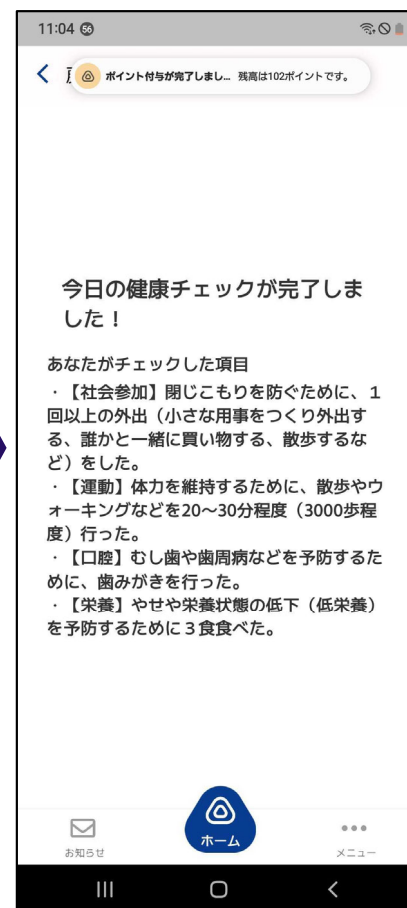 11:04
ポイント付与が完了しまし... 残高は102ポイントです。
今日の健康チェックが完了しま
した！
あなたがチェックした項目
・【社会参加】閉じこもりを防ぐために、１
回以上の外出（小さな用事をつくり外出す
る、誰かと一緒に買い物する、散歩するな
ど）をした。
・【運動】体力を維持するために、散歩やウ
ォーキングなどを20～30分程度（3000歩程
度）行った。
・【口腔】むし歯や歯周病などを予防するた
めに、歯みがきを行った。
・【栄養】やせや栄養状態の低下（低栄養）
を予防するために３食食べた。
お知らせ
ホーム
メニュー